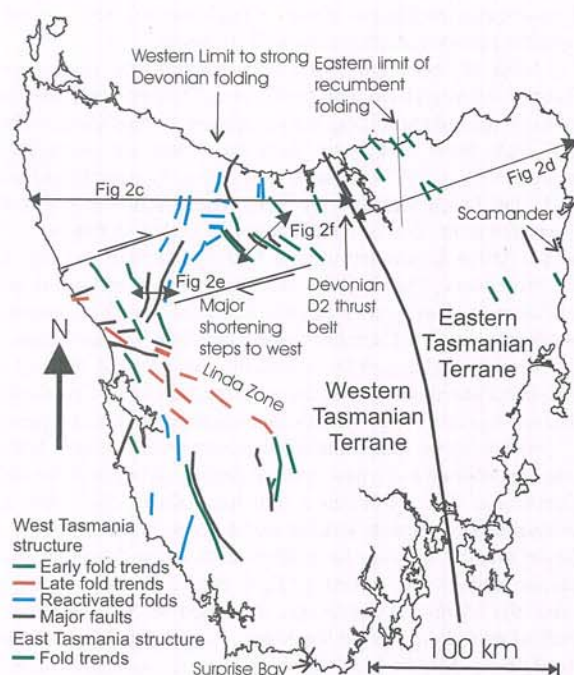 Western Limit to strong
Devonian folding
Eastern limit of
recumbent
folding
Fig 2c
Fig 2d
Scamander
Fig 2f
Fig 2e
Devonian
D2 thrust
belt
Major
shortening
steps to west
N
Eastern
Tasmanian
Terrane
Linda Zone
Western
Tasmanian
Terrane
West Tasmania
structure
Early fold trends
Late fold trends
Reactivated folds
Major faults
East Tasmania structure
Fold trends
Surprise Bay
100 km